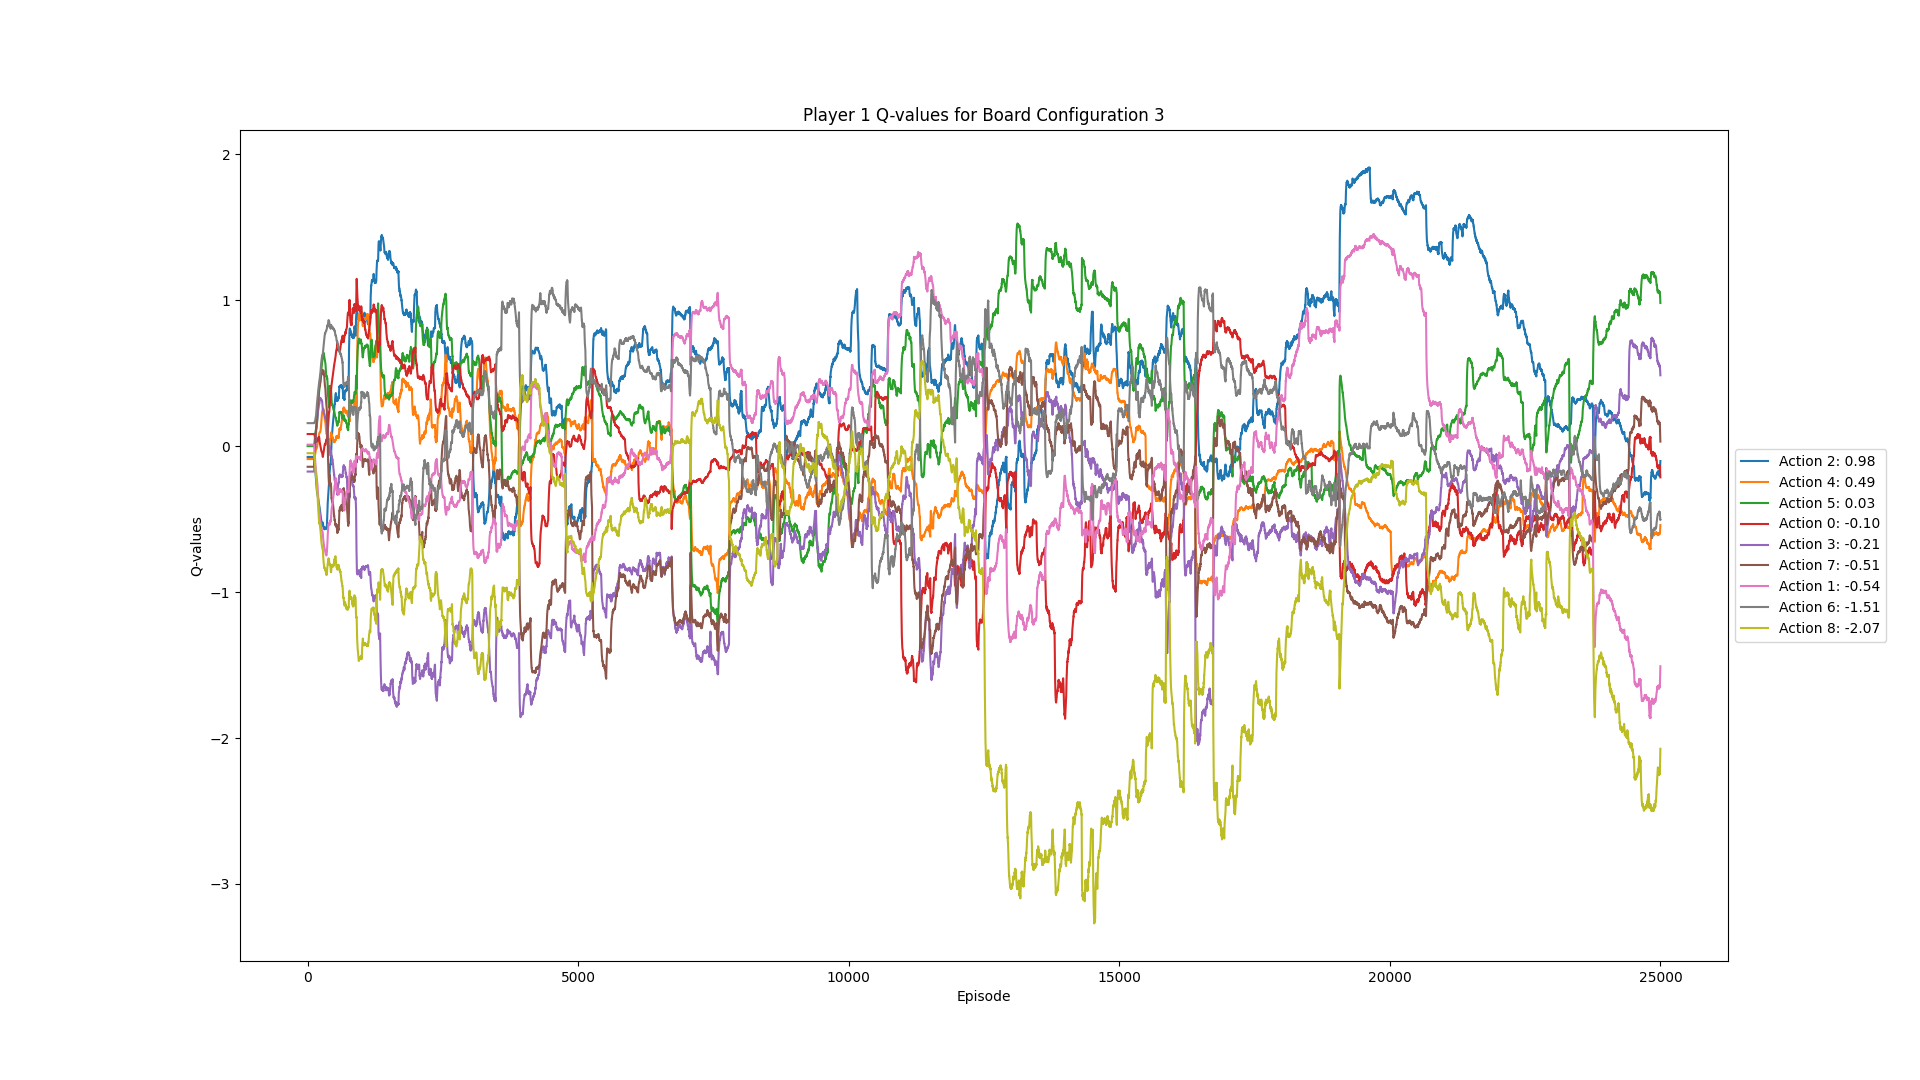 Player 1 Q-values for Board Configuration 3
2
1
0
−1
−2
−3
Q-values
0
5000
10000
15000
20000
25000
Episode
Action 2: 0.98
Action 4: 0.49
Action 5: 0.03
Action 0: -0.10
Action 3: -0.21
Action 7: -0.51
Action 1: -0.54
Action 6: -1.51
Action 8: -2.07